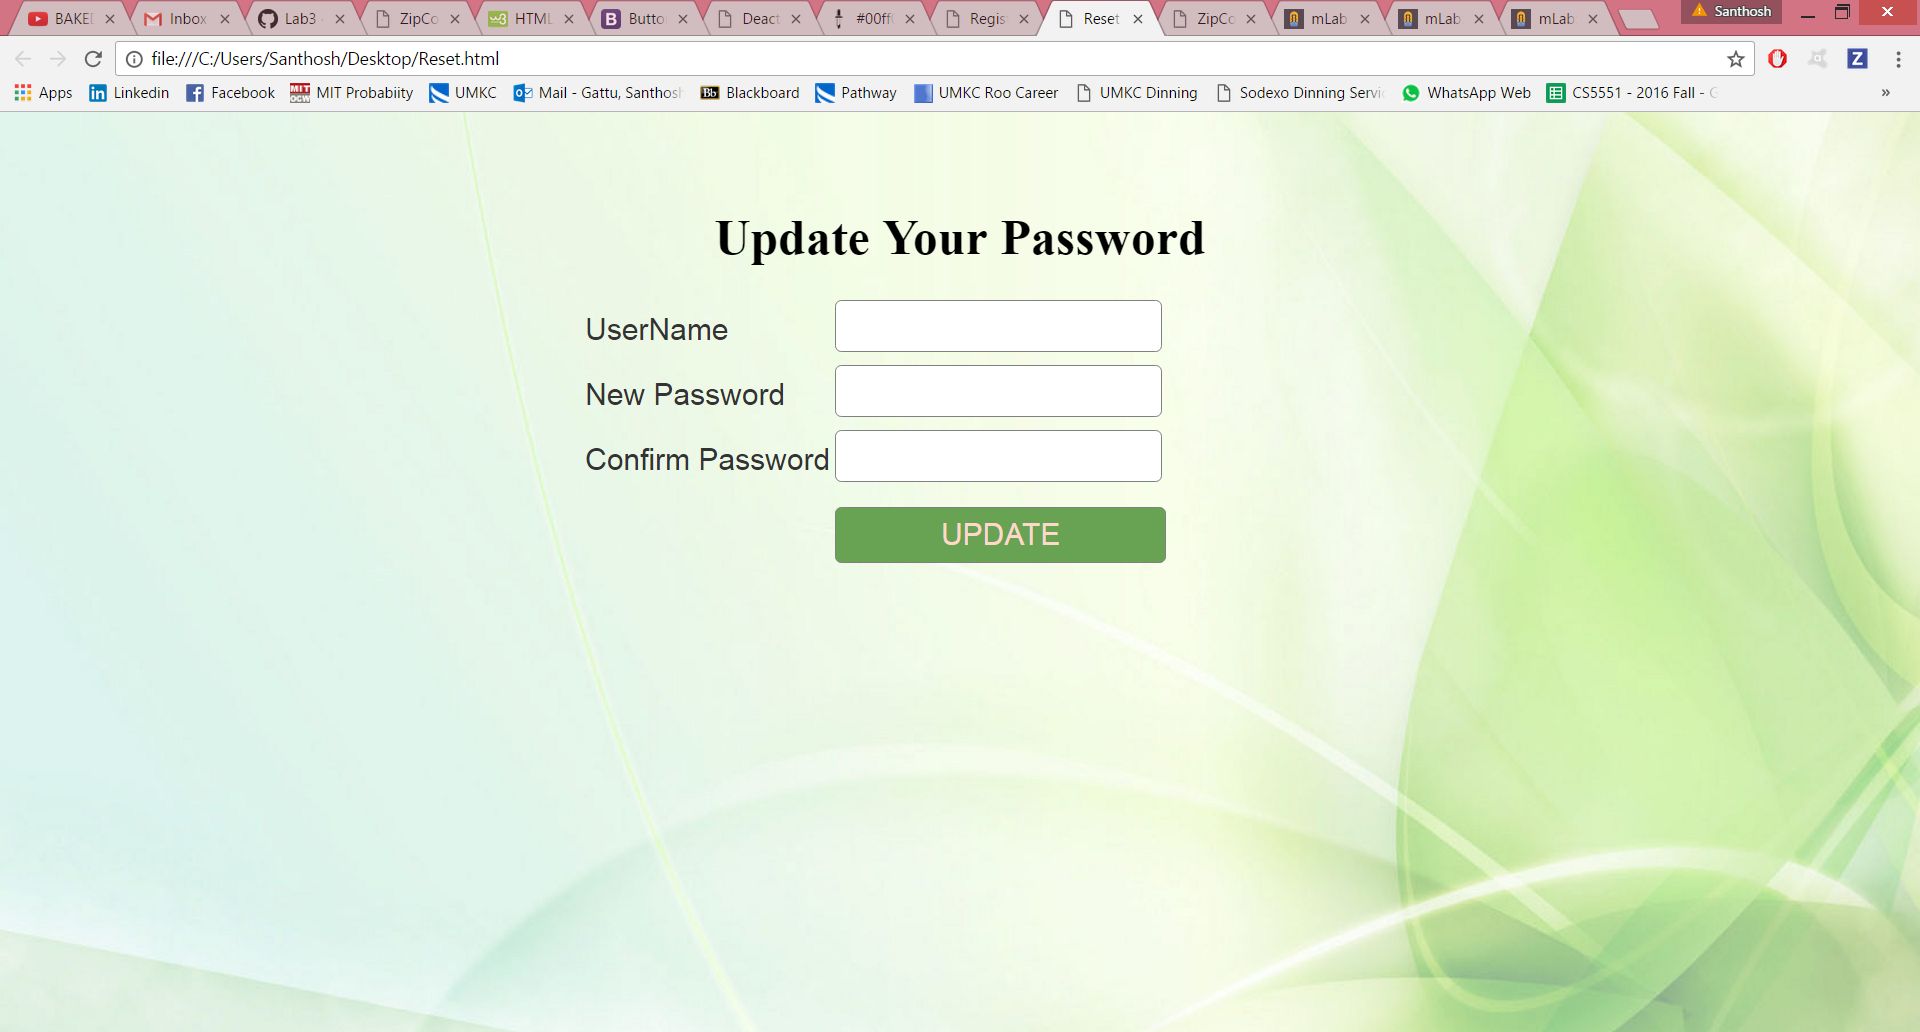 BAKE
Inbox
Lab3
ZipCo
HTML
Butto
Deact
#00ff
Regis
Reset
ZipCo
mLab
mLab
mLab
Santhosh
file:///C:/Users/Santhosh/Desktop/Reset.html
Apps
Linkedin
Facebook
MIT Probabiity
UMKC
Mail - Gattu, Santhosh
Blackboard
Pathway
UMKC Roo Career
UMKC Dinning
Sodexo Dinning Servi
WhatsApp Web
CS5551 - 2016 Fall - G
»
Update Your Password
UserName
New Password
Confirm Password
UPDATE